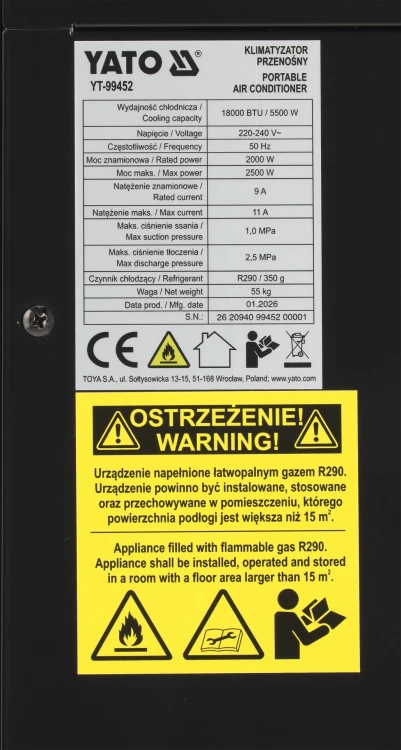 YATO ®
YT-99452
KLIMATYZATOR
PRZENOŚNY
PORTABLE
AIR CONDITIONER
Wydajność chłodnicza /
Cooling capacity
18000 BTU / 5500 W
Napięcie / Voltage 220-240 V~
Częstotliwość / Frequency 50 Hz
Moc znamionowa / Rated power 2000 W
Moc maks. / Max power 2500 W
Natężenie znamionowe /
Rated current
9 A
Natężenie maks. / Max current 11 A
Maks. ciśnienie ssania /
Max suction pressure
1,0 MPa
Maks. ciśnienie tłoczenia /
Max discharge pressure
2,5 MPa
Czynnik chłodzący / Refrigerant R290 / 350 g
Waga / Net weight 55 kg
Data prod. / Mfg. date 01.2026
S.N.: 26 20940 99452 00001
CE
TOYA S.A., ul. Sołtysowicka 13-15, 51-168 Wrocław, Poland; www.yato.com
OSTRZEŻENIE!
WARNING!
Urządzenie napełnione łatwopalnym gazem R290.
Urządzenie powinno być instalowane, stosowane
oraz przechowywane w pomieszczeniu, którego
powierzchnia podłogi jest większa niż 15 m².
Appliance filled with flammable gas R290.
Appliance shall be installed, operated and stored
in a room with a floor area larger than 15 m².